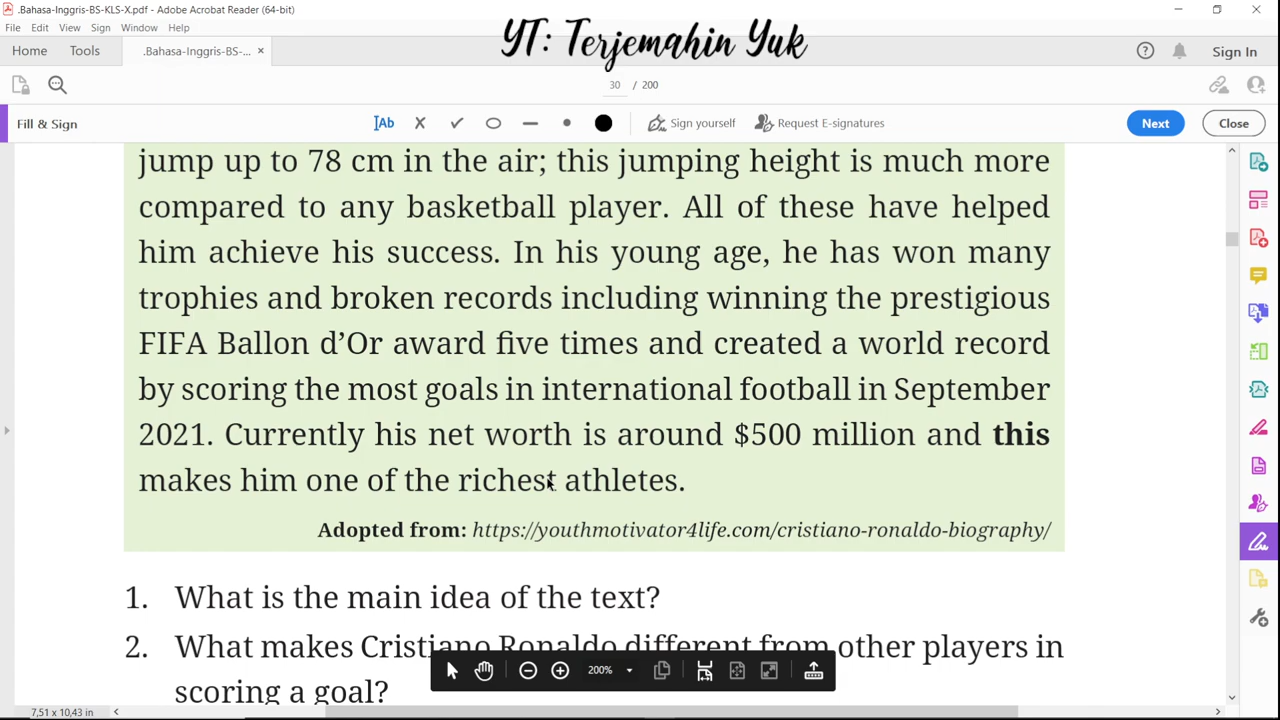 .Bahasa-Inggris-BS-KLS-X.pdf - Adobe Acrobat Reader (64-bit)
File Edit View Sign Window Help
YT: Terjemahin Yuk
Home Tools .Bahasa-Inggris-BS-... × Sign In
30 / 200
Fill & Sign Ab Sign yourself Request E-signatures Next Close
jump up to 78 cm in the air; this jumping height is much more
compared to any basketball player. All of these have helped
him achieve his success. In his young age, he has won many
trophies and broken records including winning the prestigious
FIFA Ballon d’Or award five times and created a world record
by scoring the most goals in international football in September
2021. Currently his net worth is around $500 million and this
makes him one of the richest athletes.
Adopted from: https://youthmotivator4life.com/cristiano-ronaldo-biography/
1. What is the main idea of the text?
2. What makes Cristiano Ronaldo different from other players in
scoring a goal?
200%
7,51 x 10,43 in